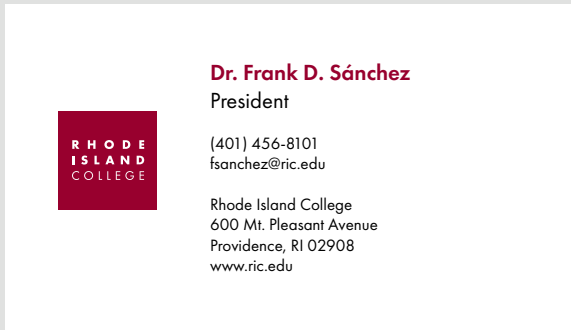 RHODE
ISLAND
COLLEGE
Dr. Frank D. Sánchez
President
(401) 456-8101
fsanchez@ric.edu
Rhode Island College
600 Mt. Pleasant Avenue
Providence, RI 02908
www.ric.edu